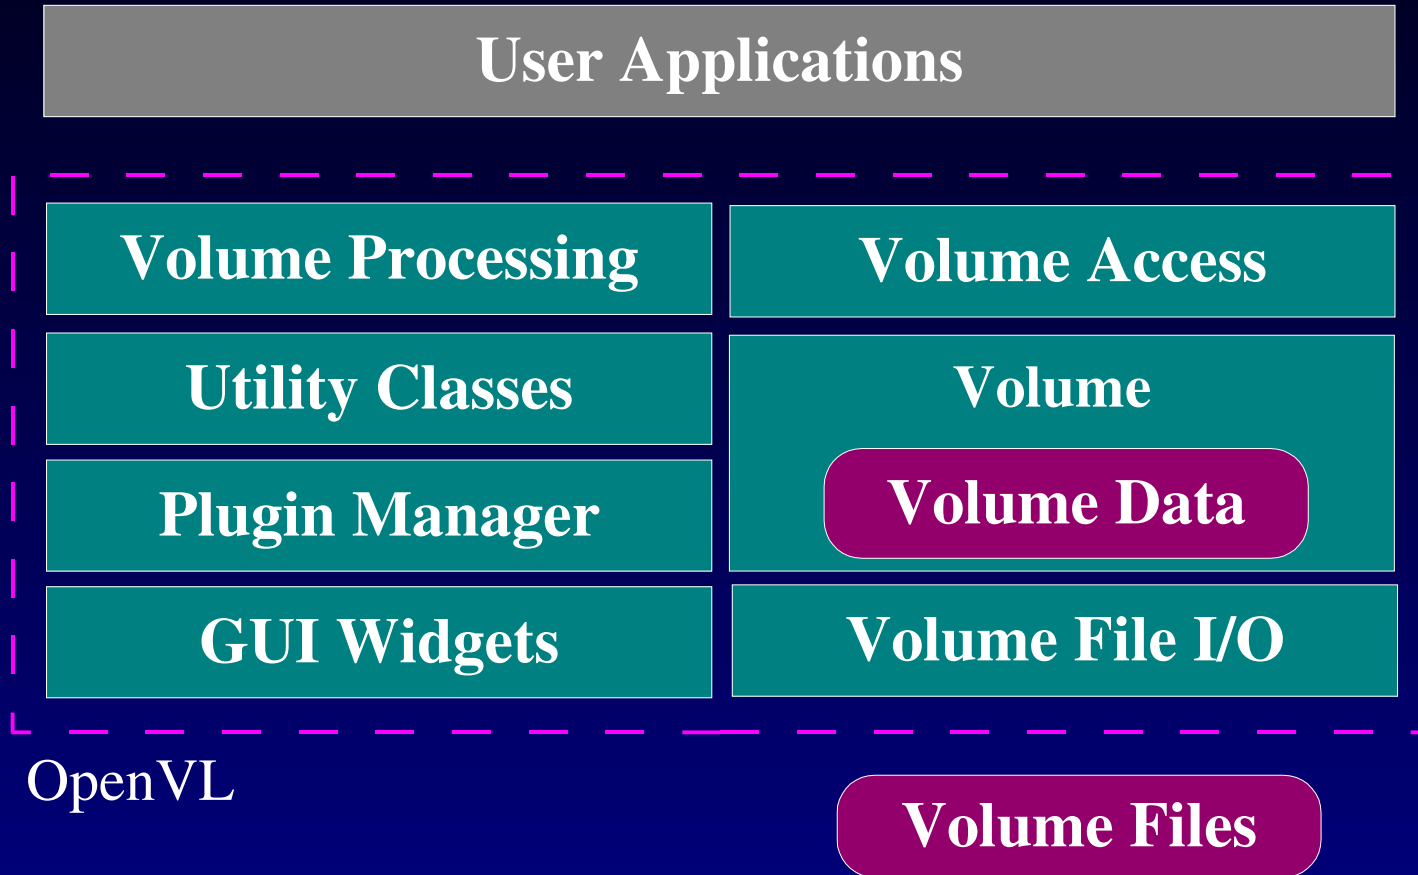 User Applications
Volume Processing
Volume Access
Utility Classes
Volume
Plugin Manager
Volume Data
GUI Widgets
Volume File I/O
OpenVL
Volume Files